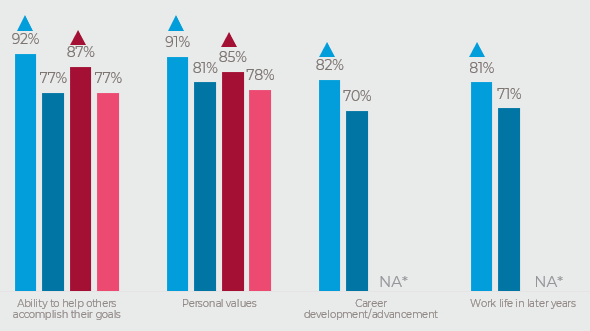 92%
77%
87%
77%
91%
81%
85%
78%
82%
70%
NA*
81%
71%
NA*
Ability to help others
accomplish their goals
Personal values
Career
development/advancement
Work life in later years